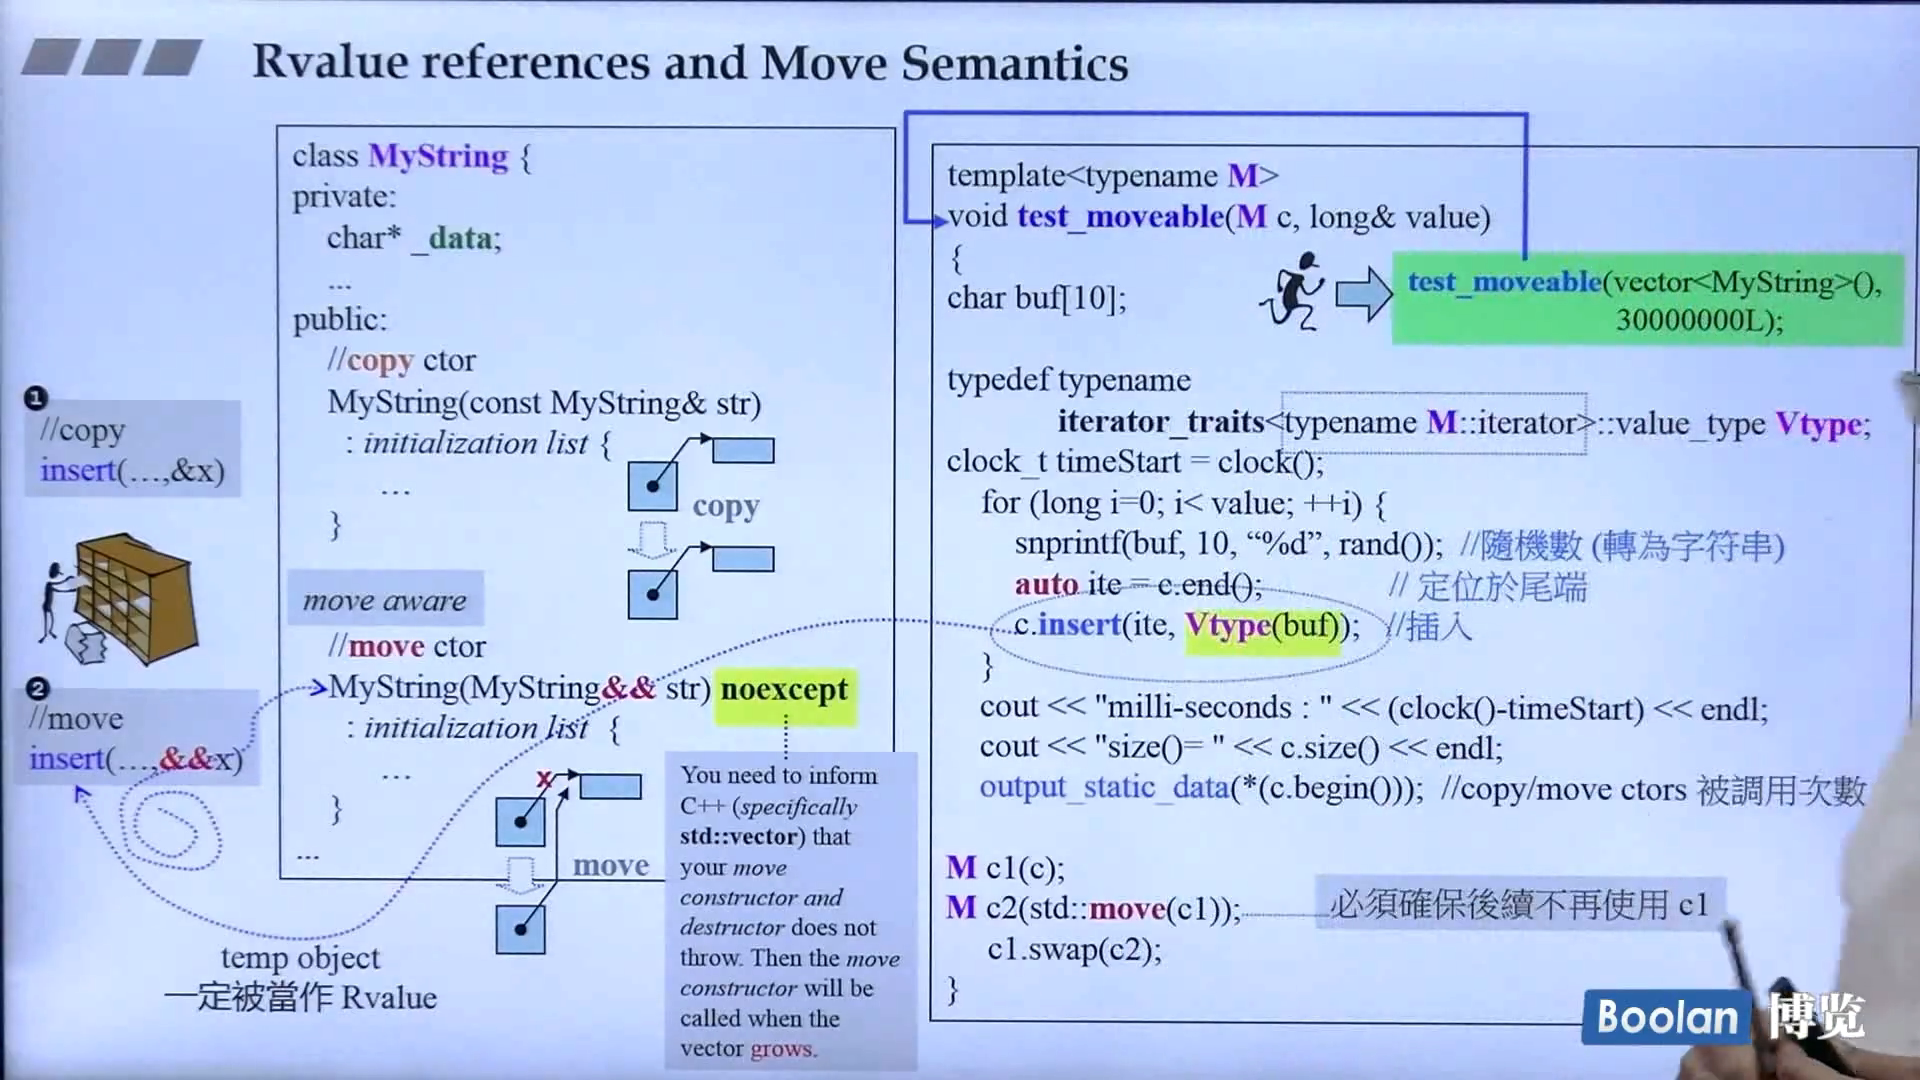 Rvalue references and Move Semantics
class MyString {
private:
char* _data;
...
public:
//copy ctor
MyString(const MyString& str)
: initialization list {
...
}
copy
move aware
//move ctor
MyString(MyString&& str) noexcept
: initialization list {
...
}
...
move
❶
//copy
insert(…,&x)
❷
//move
insert(…,&&x)
temp object
一定被當作 Rvalue
x
You need to inform
C++ (specifically
std::vector) that
your move
constructor and
destructor does not
throw. Then the move
constructor will be
called when the
vector grows.
template<typename M>
void test_moveable(M c, long& value)
{
char buf[10];
test_moveable(vector<MyString>(),
30000000L);
typedef typename
iterator_traits<typename M::iterator>::value_type Vtype;
clock_t timeStart = clock();
for (long i=0; i< value; ++i) {
snprintf(buf, 10, “%d”, rand()); //隨機數 (轉為字符串)
auto ite = c.end(); // 定位於尾端
c.insert(ite, Vtype(buf)); //插入
}
cout << "milli-seconds : " << (clock()-timeStart) << endl;
cout << "size()= " << c.size() << endl;
output_static_data(*(c.begin())); //copy/move ctors 被調用次數
M c1(c);
M c2(std::move(c1)); 必須確保後續不再使用 c1
c1.swap(c2);
}
Boolan 博览